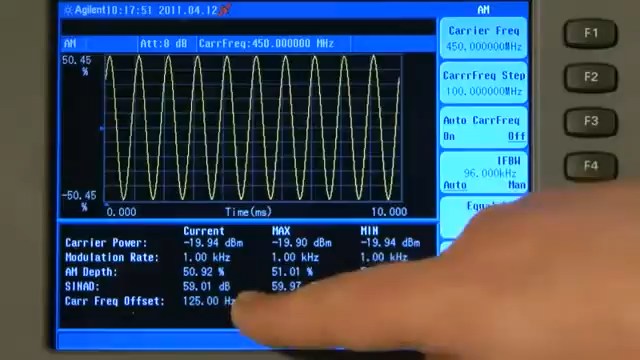 Agilent 10:17:51 2011.04.12
AM
AM Att:0 dB CarrFreq:450.000000 MHz
50.45
%
-50.45
%
0.000 Time(ms) 10.000
Current MAX MIN
Carrier Power: -19.94 dBm -19.90 dBm -19.94 dBm
Modulation Rate: 1.00 kHz 1.00 kHz 1.00 kHz
AM Depth: 50.92 % 51.01 %
SINAD: 59.01 dB 59.97
Carr Freq Offset: 125.00 Hz
Carrier Freq
450.000000MHz
CarrFreq Step
100.000000MHz
Auto CarrFreq
On Off
IFBW
96.000kHz
Auto Man
F1
F2
F3
F4